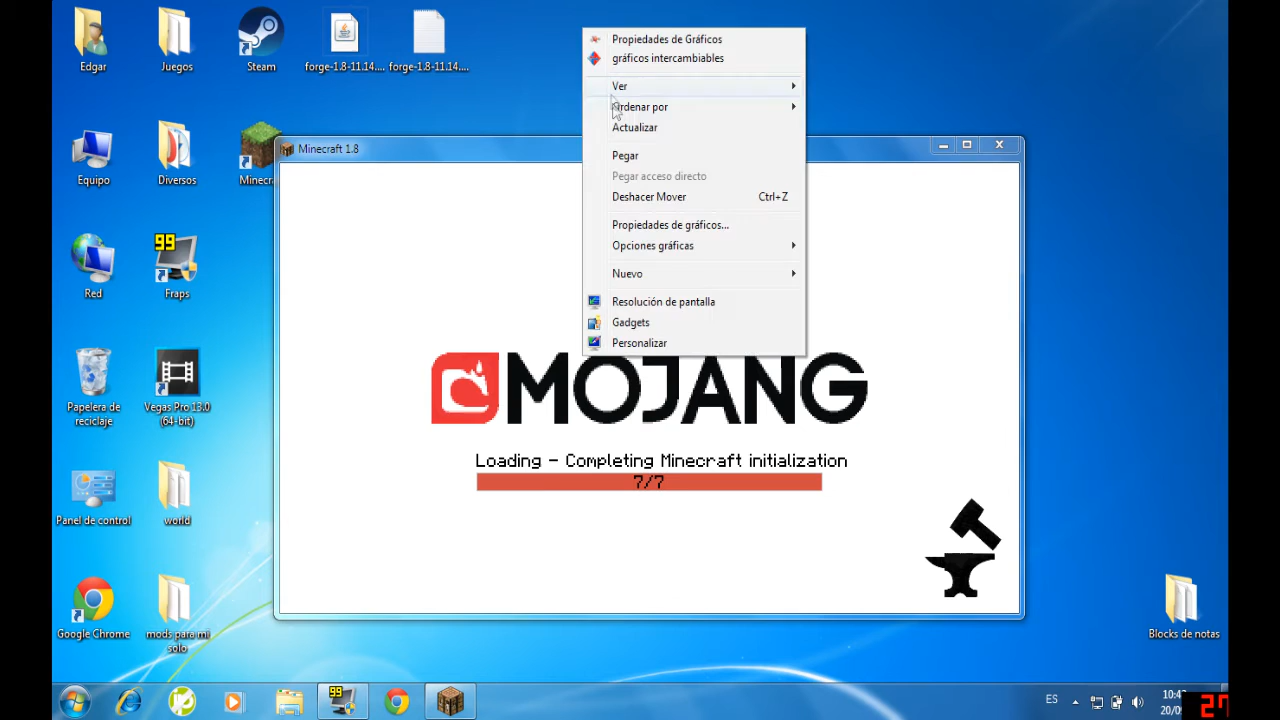 Edgar
Juegos
Steam
forge-1.8-11.14....
forge-1.8-11.14....
Equipo
Diversos
Minecra
Red
99
Fraps
Papelera de
reciclaje
Vegas Pro 13.0
(64-bit)
Panel de control
world
Google Chrome
mods para mi
solo
Propiedades de Gráficos
gráficos intercambiables
Ver
Ordenar por
Actualizar
Pegar
Pegar acceso directo
Deshacer Mover Ctrl+Z
Propiedades de gráficos...
Opciones gráficas
Nuevo
Resolución de pantalla
Gadgets
Personalizar
Minecraft 1.8
MOJANG
Loading - Completing Minecraft initialization
7/7
Blocks de notas
99
ES